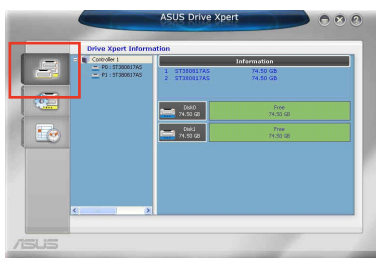 ASUS Drive Xpert
Drive Xpert Information
Controller 1
P0 : ST380817AS
P1 : ST380817AS
Information
1 ST380817AS 74.50 GB
2 ST380817AS 74.50 GB
Disk0
74.50 GB
Free
74.50 GB
Disk1
74.50 GB
Free
74.50 GB
ASUS